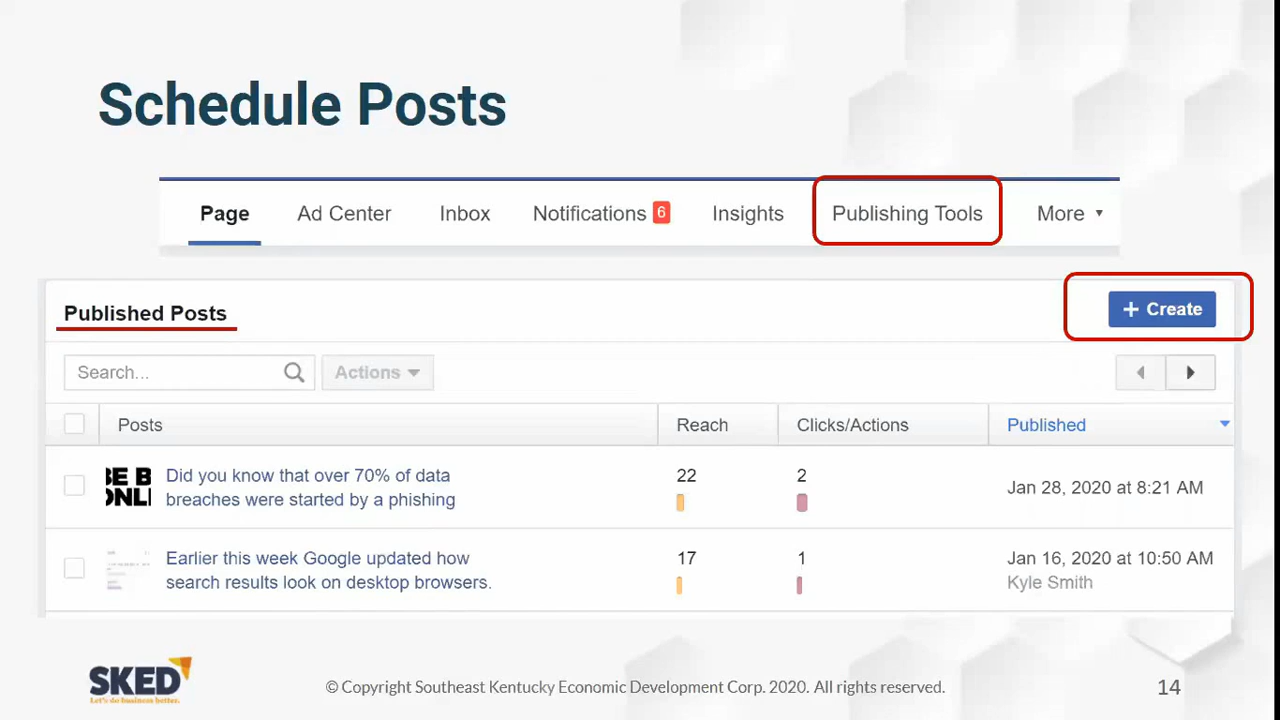 Schedule Posts
Page Ad Center Inbox Notifications 6 Insights Publishing Tools More
Published Posts
+ Create
Search... Actions
Posts Reach Clicks/Actions Published
Did you know that over 70% of data
breaches were started by a phishing
22 2 Jan 28, 2020 at 8:21 AM
BE B
ONLI
Earlier this week Google updated how
search results look on desktop browsers.
17 1 Jan 16, 2020 at 10:50 AM
Kyle Smith
SKED
Let's do business better.
© Copyright Southeast Kentucky Economic Development Corp. 2020 All rights reserved.
14